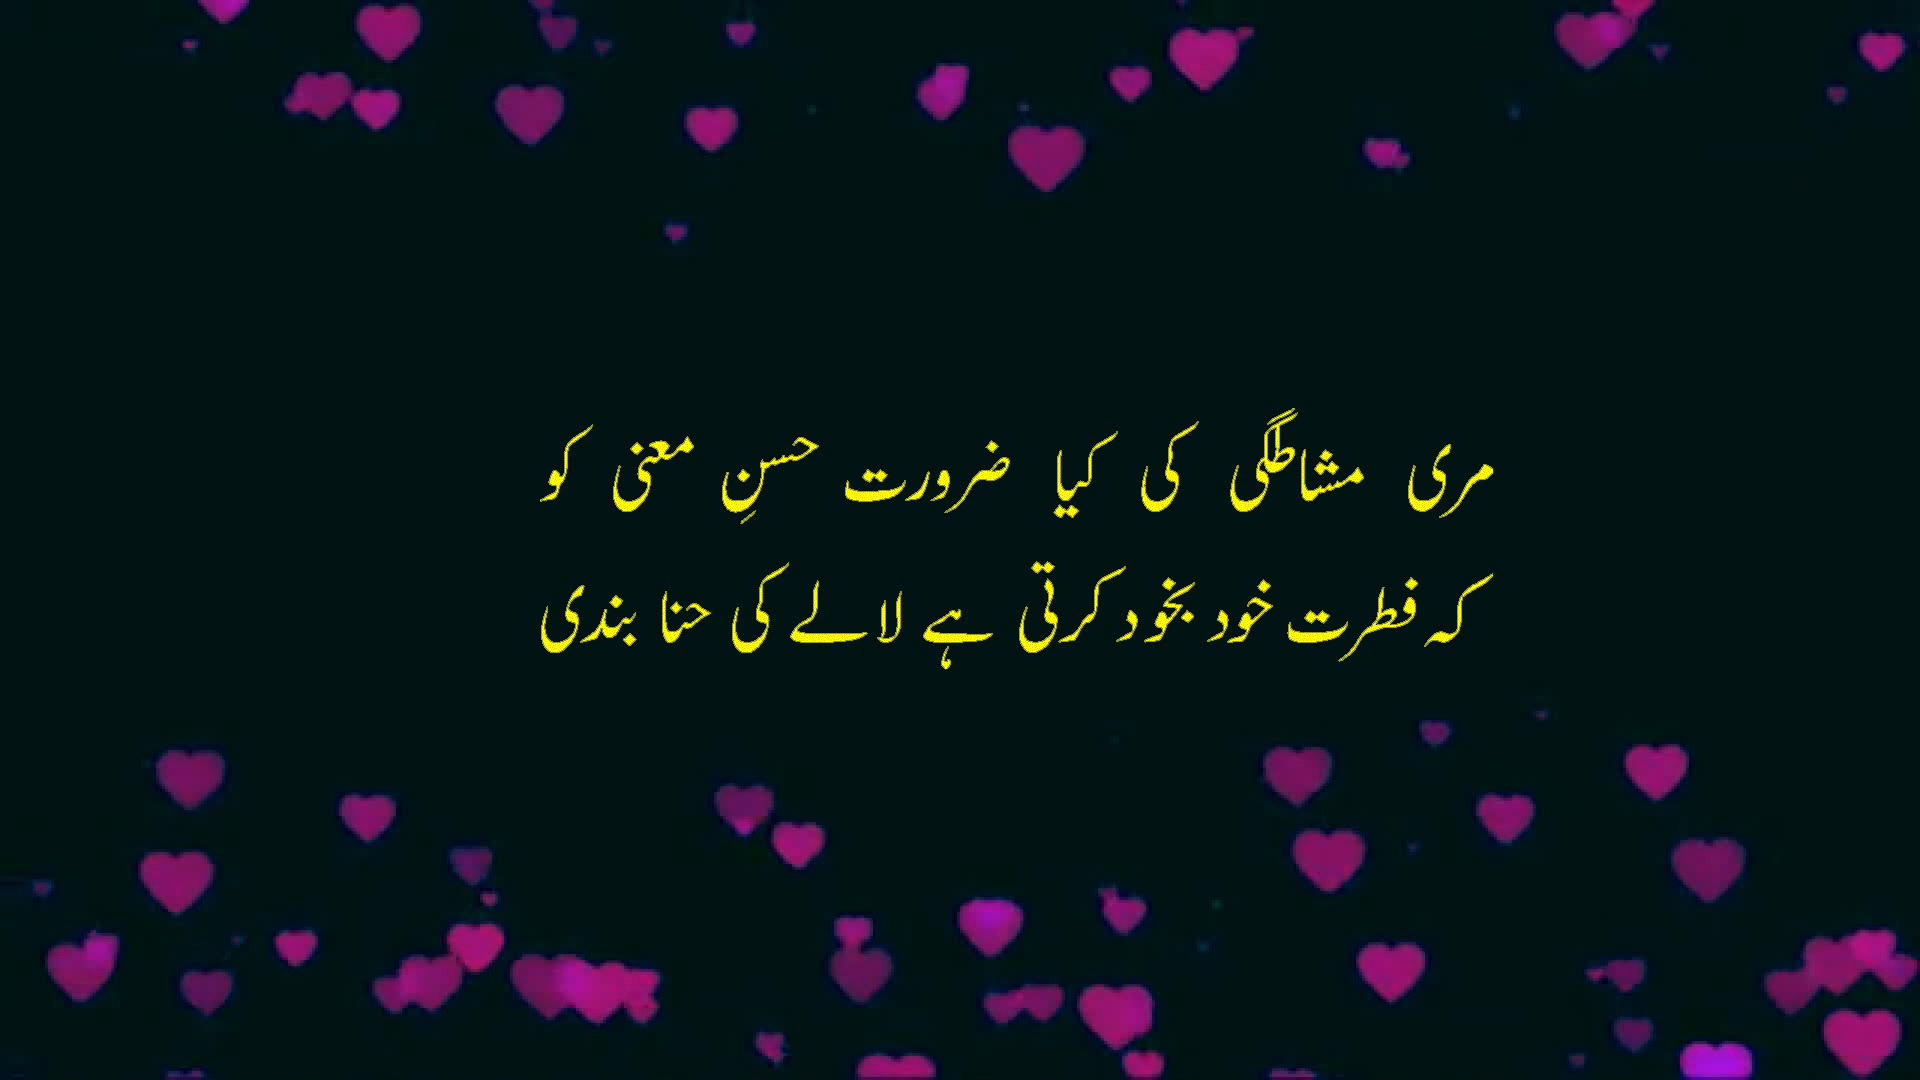 مری مشاطگی کی کیا ضرورت حسنِ معنی کو
کہ فطرت خود بخود کرتی ہے لالے کی حنا بندی